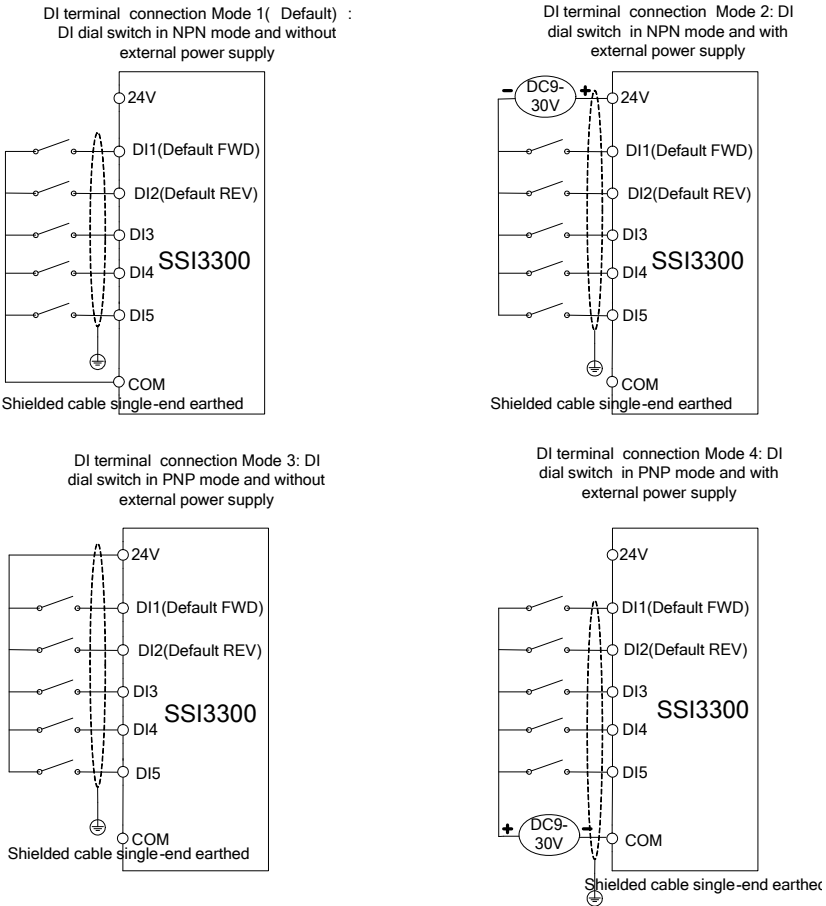 DI terminal connection Mode 1( Default) :
DI dial switch in NPN mode and without
external power supply
24V
DI1(Default FWD)
DI2(Default REV)
DI3
SSI3300
DI4
DI5
COM
Shielded cable single-end earthed
DI terminal connection Mode 2: DI
dial switch in NPN mode and with
external power supply
- DC9-
30V
+
24V
DI1(Default FWD)
DI2(Default REV)
DI3
SSI3300
DI4
DI5
COM
Shielded cable single-end earthed
DI terminal connection Mode 3: DI
dial switch in PNP mode and without
external power supply
24V
DI1(Default FWD)
DI2(Default REV)
DI3
SSI3300
DI4
DI5
COM
Shielded cable single-end earthed
DI terminal connection Mode 4: DI
dial switch in PNP mode and with
external power supply
24V
DI1(Default FWD)
DI2(Default REV)
DI3
SSI3300
DI4
DI5
+ DC9-
30V
-
COM
Shielded cable single-end earthed